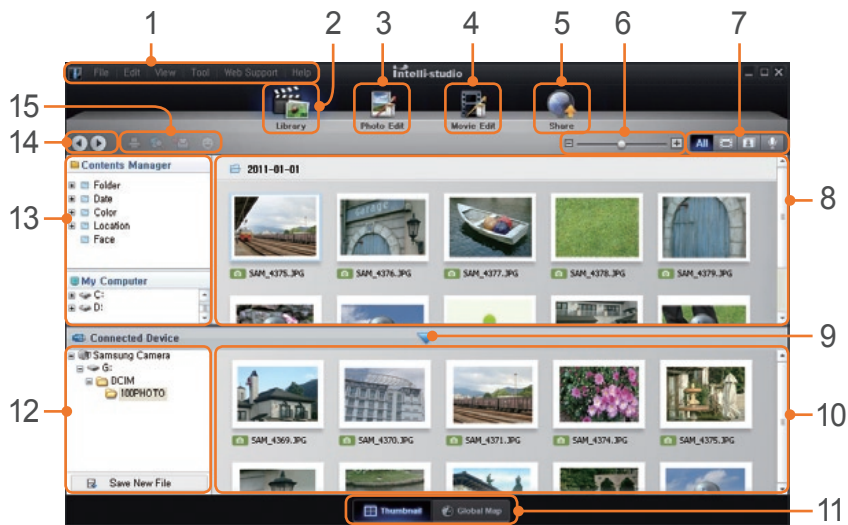 1 2 3 4 5 6 7
File Edit View Tool Web Support Help
intelli-studio
Library Photo Edit Movie Edit Share
15
14
All
Contents Manager
2011-01-01
Folder
Date
Color
Location
Face
13
8
SAM_4375.JPG SAM_4376.JPG SAM_4377.JPG SAM_4378.JPG SAM_4379.JPG
My Computer
C:
D:
Connected Device
9
Samsung Camera
G:
DCIM
100PHOTO
12
10
SAM_4369.JPG SAM_4370.JPG SAM_4371.JPG SAM_4374.JPG SAM_4375.JPG
Save New File
Thumbnail Global Map
11